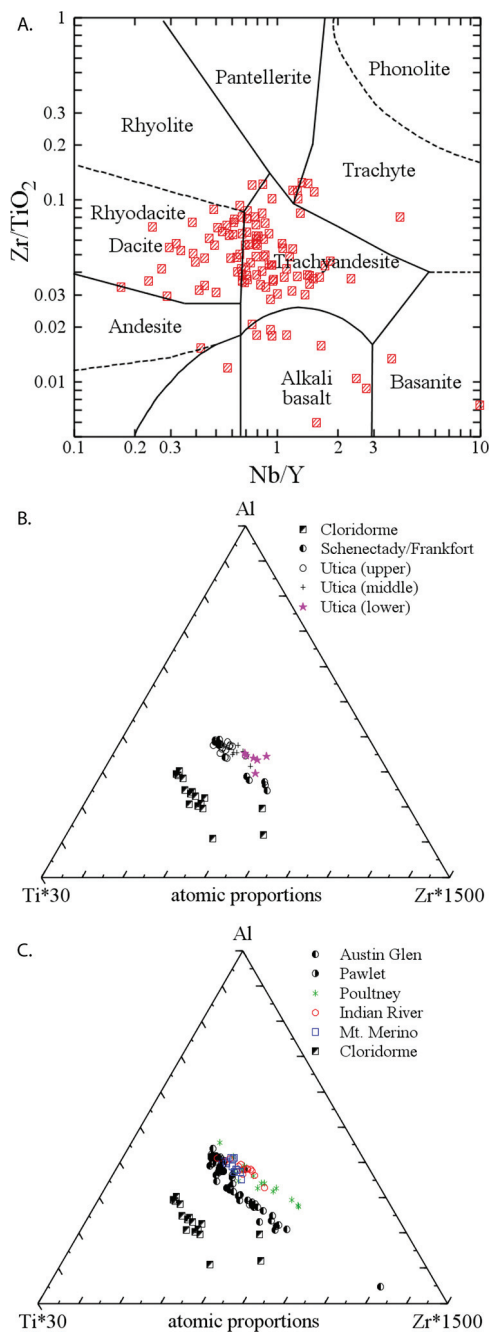 A.
1
Pantellerite
Phonolite
0.3
Rhyolite
0.2
Trachyte
Zr/TiO2
0.1
Rhyodacite
Dacite
Trachyandesite
0.03
Andesite
0.02
Alkali
basalt
Basanite
0.01
0.1 0.2 0.3 1 2 3 10
Nb/Y
B.
Al
Cloridorme
Schenectady/Frankfort
Utica (upper)
Utica (middle)
Utica (lower)
Ti*30 atomic proportions Zr*1500
C.
Al
Austin Glen
Pawlet
Poultney
Indian River
Mt. Merino
Cloridorme
Ti*30 atomic proportions Zr*1500